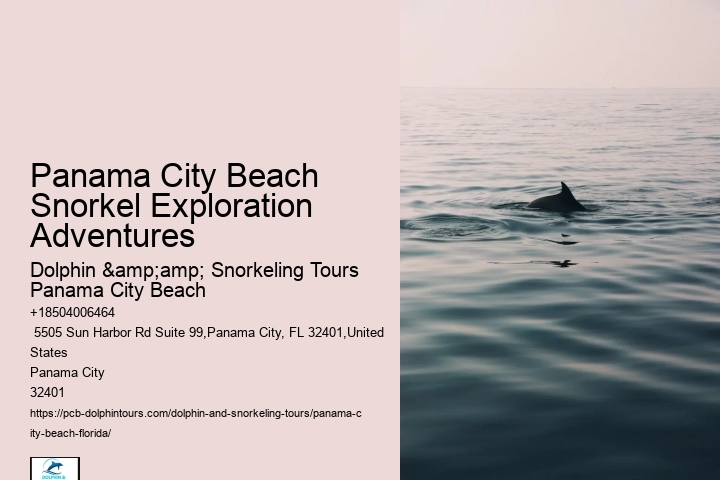 Panama City Beach
Snorkel Exploration
Adventures
Dolphin &amp;amp; Snorkeling Tours
Panama City Beach
+18504006464
5505 Sun Harbor Rd Suite 99,Panama City, FL 32401,United
States
Panama City
32401
https://pcb-dolphintours.com/dolphin-and-snorkeling-tours/panama-c
ity-beach-florida/
DOLPHIN &